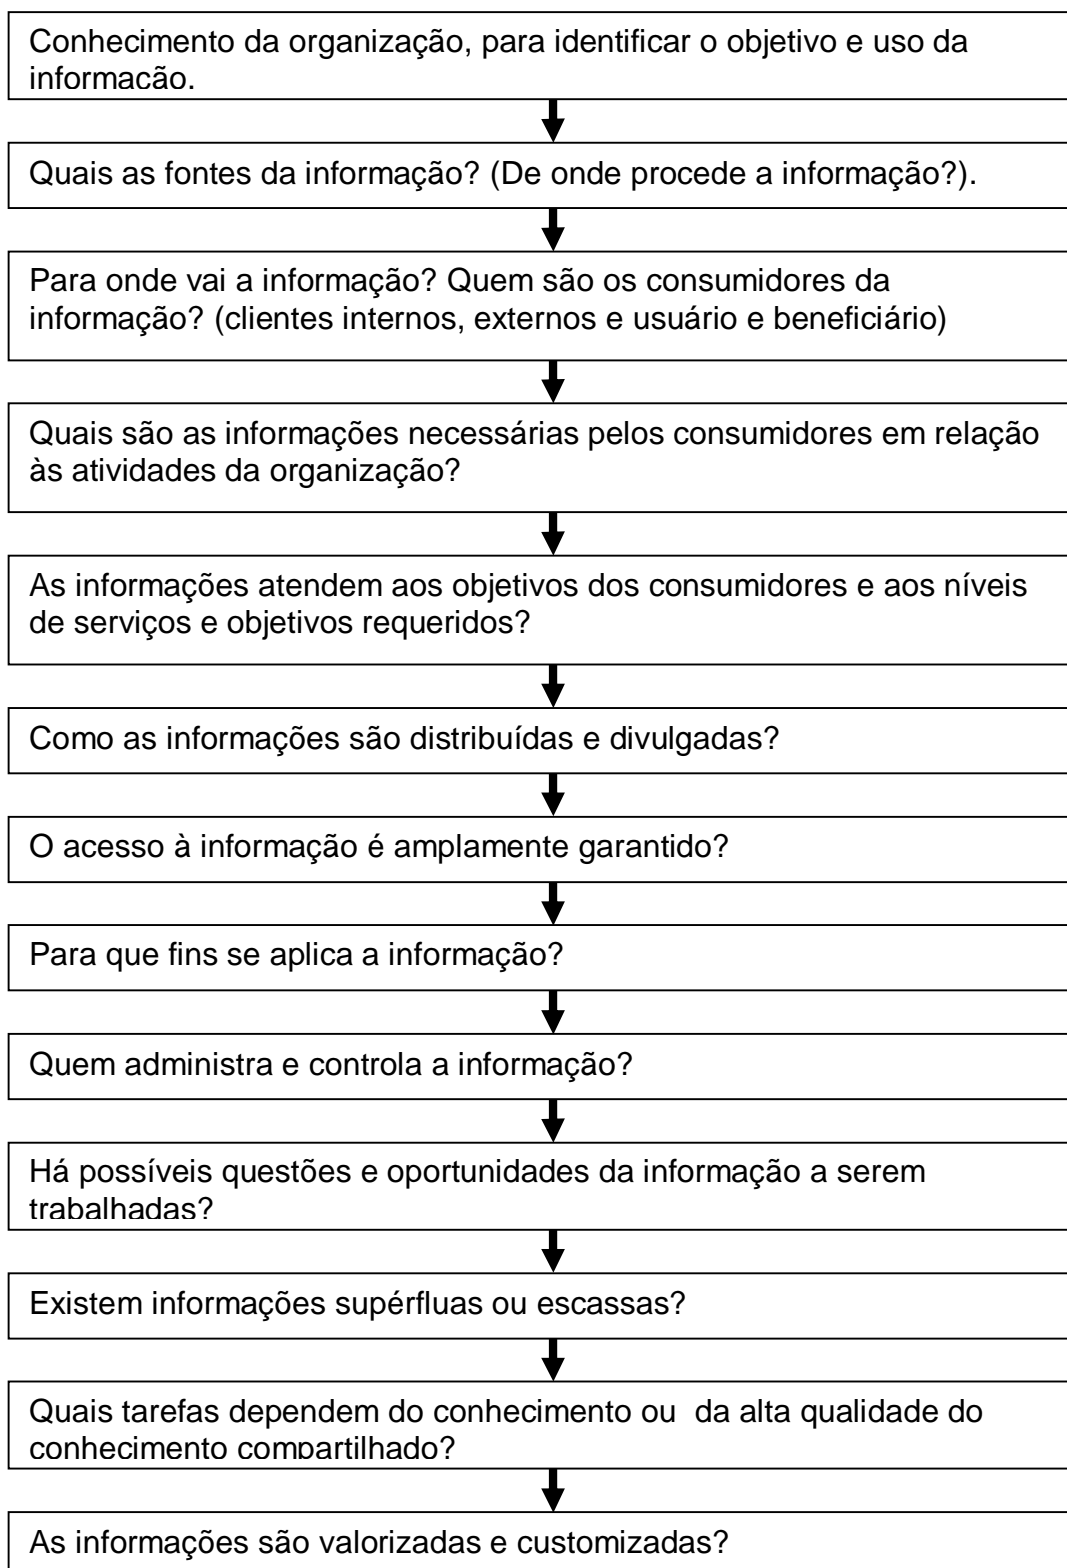 Conhecimento da organização, para identificar o objetivo e uso da
informação.
Quais as fontes da informação? (De onde procede a informação?).
Para onde vai a informação? Quem são os consumidores da
informação? (clientes internos, externos e usuário e beneficiário)
Quais são as informações necessárias pelos consumidores em relação
às atividades da organização?
As informações atendem aos objetivos dos consumidores e aos níveis
de serviços e objetivos requeridos?
Como as informações são distribuídas e divulgadas?
O acesso à informação é amplamente garantido?
Para que fins se aplica a informação?
Quem administra e controla a informação?
Há possíveis questões e oportunidades da informação a serem
trabalhadas?
Existem informações supérfluas ou escassas?
Quais tarefas dependem do conhecimento ou  da alta qualidade do
conhecimento compartilhado?
As informações são valorizadas e customizadas?